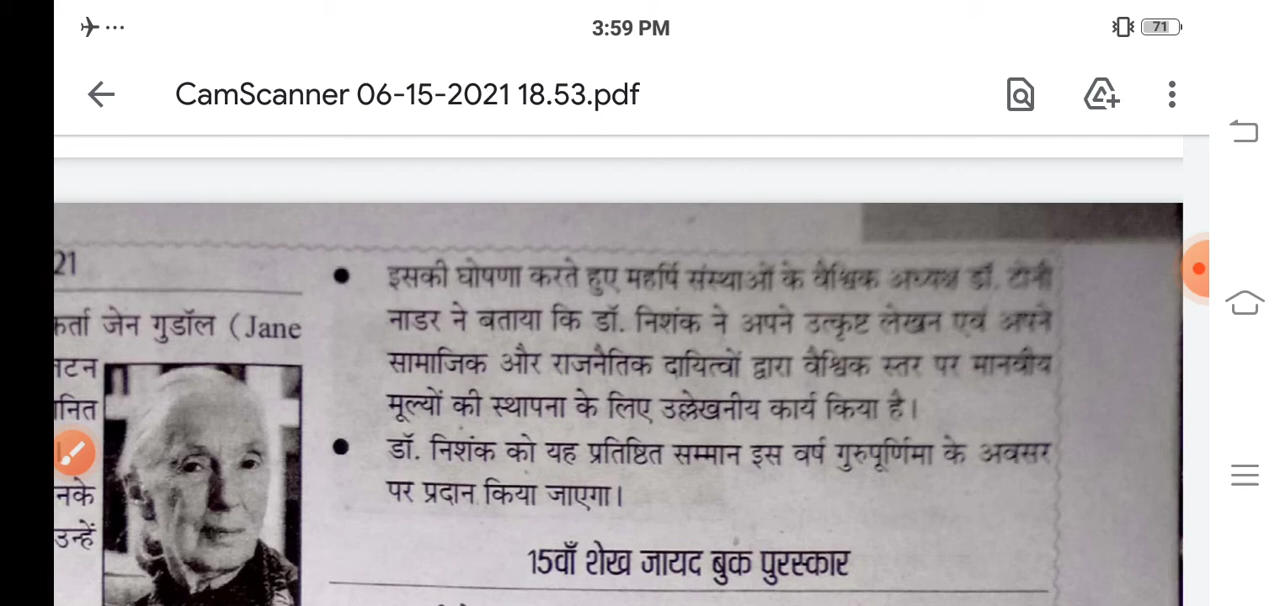 3:59 PM
71
CamScanner 06-15-2021 18.53.pdf
21
कर्ता जेन गुडॉल (Jane
टन
नित
नके
उन्हें
इसकी घोषणा करते हुए महर्षि संस्थाओं के वैश्विक अध्यक्ष डॉ. टोनी
नाडर ने बताया कि डॉ. निशंक ने अपने उत्कृष्ट लेखन एवं अपने
सामाजिक और राजनैतिक दायित्वों द्वारा वैश्विक स्तर पर मानवीय
मूल्यों की स्थापना के लिए उल्लेखनीय कार्य किया है।
डॉ. निशंक को यह प्रतिष्ठित सम्मान इस वर्ष गुरुपूर्णिमा के अवसर
पर प्रदान किया जाएगा।
15वाँ शेख जायद बुक पुरस्कार